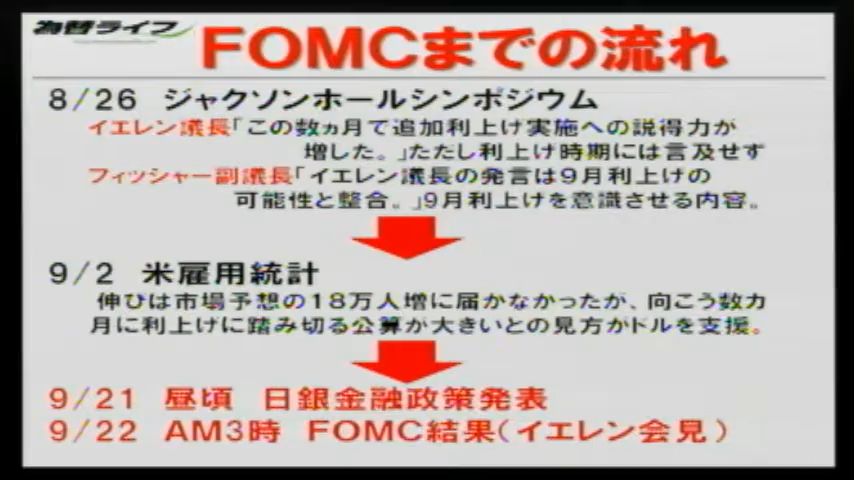 為替ライフ
FOMCまでの流れ
8/26 ジャクソンホールシンポジウム
イエレン議長「この数ヵ月で追加利上げ実施への説得力が
増した。」ただし利上げ時期には言及せず
フィッシャー副議長「イエレン議長の発言は9月利上げの
可能性と整合。」9月利上げを意識させる内容。
9/2 米雇用統計
伸びは市場予想の18万人増に届かなかったが、向こう数カ
月に利上げに踏み切る公算が大きいとの見方がドルを支援。
9/21 昼頃 日銀金融政策発表
9/22 AM3時 FOMC結果(イエレン会見)